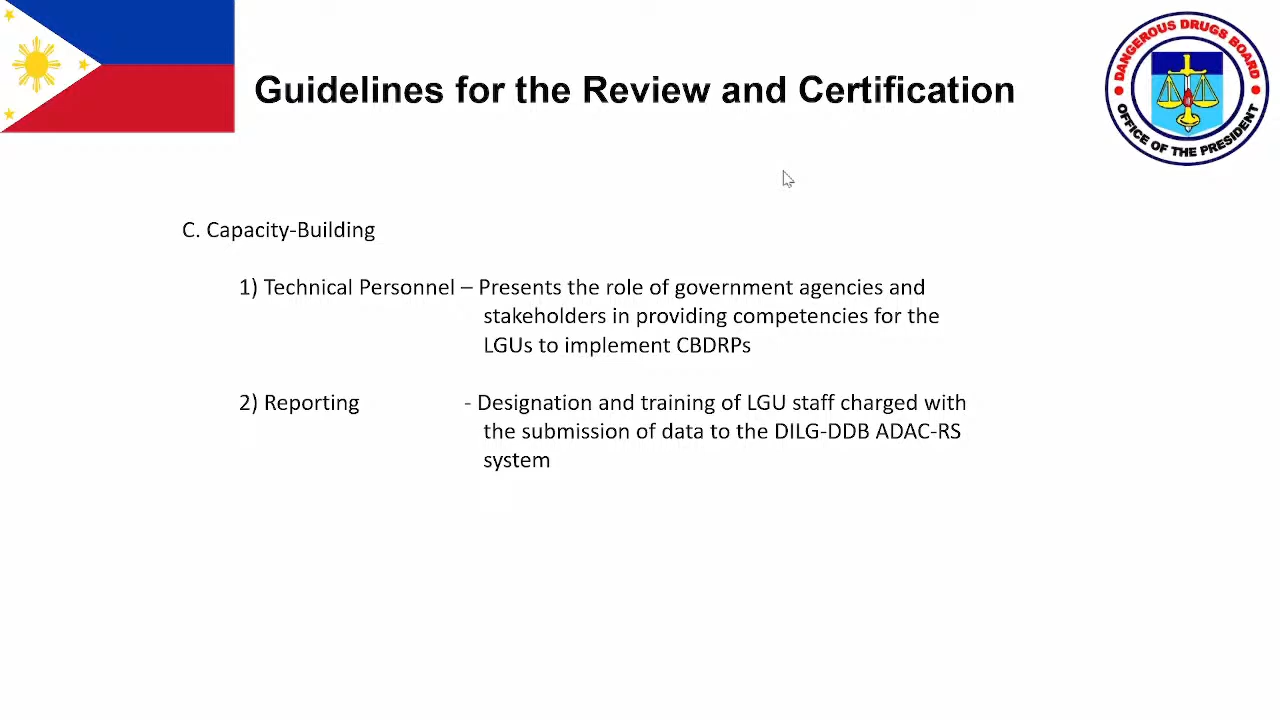 Guidelines for the Review and Certification
DANGEROUS DRUGS BOARD
OFFICE OF THE PRESIDENT
C. Capacity-Building
1) Technical Personnel – Presents the role of government agencies and
stakeholders in providing competencies for the
LGUs to implement CBDRPs
2) Reporting - Designation and training of LGU staff charged with
the submission of data to the DILG-DDB ADAC-RS
system